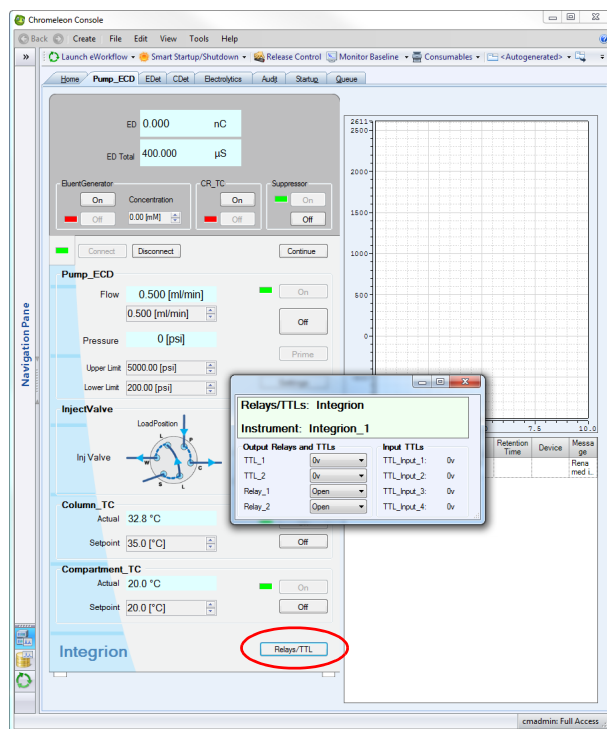 Chromeleon Console
Back Create File Edit View Tools Help
» Launch eWorkflow Smart Startup/Shutdown Release Control Monitor Baseline Consumables <Autogenerated>
Home Pump_ECD EDet CDet Electrolytics Audit Startup Queue
ED 0.000 nC
ED Total 400.000 µS
EluentGenerator
On Concentration
Off 0.00 [mM]
CR_TC
On
Off
Suppressor
On
Off
Connect Disconnect Continue
Pump_ECD
Flow 0.500 [ml/min] On
0.500 [ml/min] Off
Pressure 0 [psi]
Prime
Upper Limit 5000.00 [psi]
Lower Limit 200.00 [psi]
InjectValve
LoadPosition
Inj Valve
L P
W C
S L
Column_TC
Actual 32.8 °C
Setpoint 35.0 [°C] Off
Compartment_TC
Actual 20.0 °C On
Setpoint 20.0 [°C] Off
Integrion Relays/TTL
Navigation Pane
2611
2500
2000
1500
1000
500
0
7.5 10.0
Retention Time Device Message
Renamed i..
Relays/TTLs: Integrion
Instrument: Integrion_1
Output Relays and TTLs Input TTLs
TTL_1 0v TTL_Input_1: 0v
TTL_2 0v TTL_Input_2: 0v
Relay_1 Open TTL_Input_3: 0v
Relay_2 Open TTL_Input_4: 0v
cmadmin: Full Access